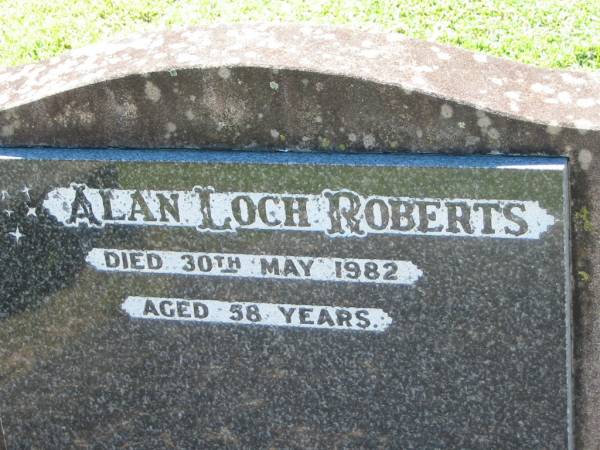 ALAN LOCH ROBERTS
DIED 30TH MAY 1982
AGED 58 YEARS.